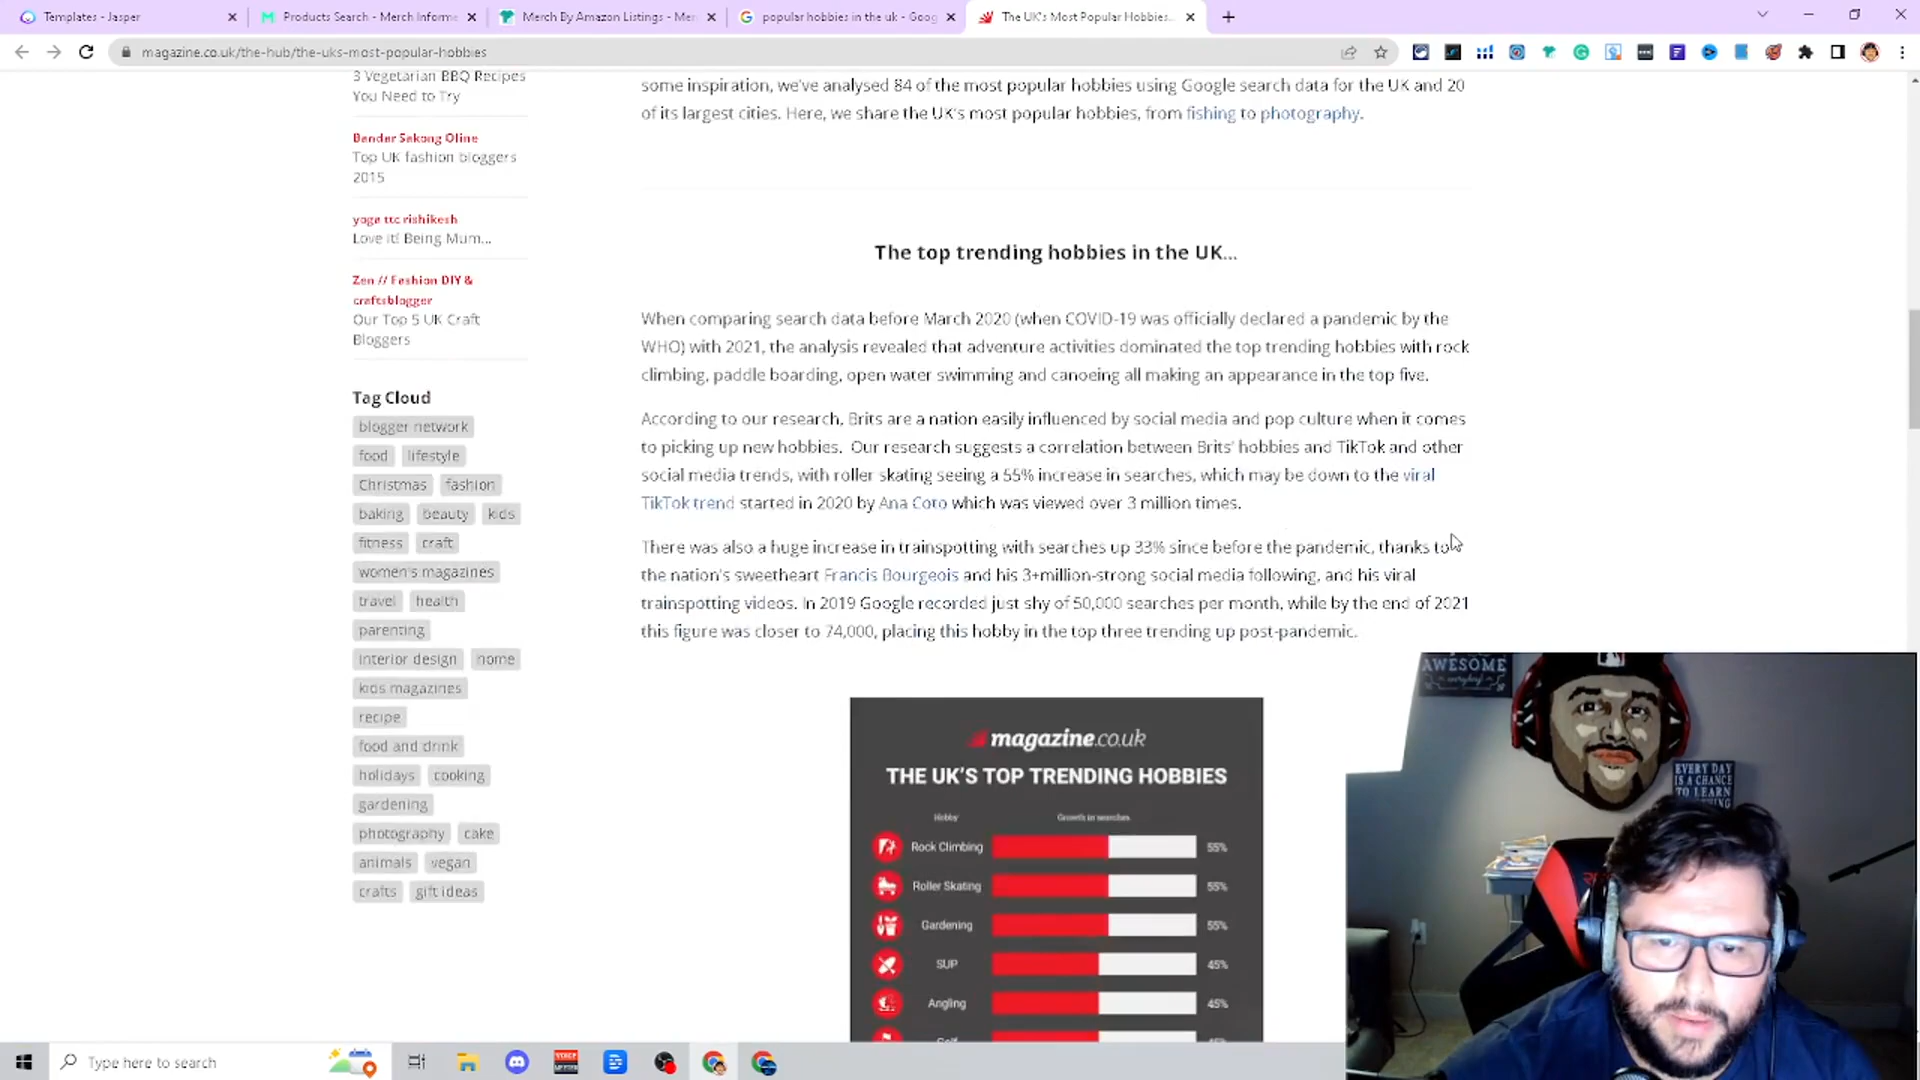 Templates - Jasper
Products Search - Merch Informe
Merch By Amazon Listings - Mer
popular hobbies in the uk - Goog
The UK's Most Popular Hobbies...
magazine.co.uk/the-hub/the-uks-most-popular-hobbies
3 Vegetarian BBQ Recipes
You Need to Try
Bandar Sakong Oline
Top UK fashion bloggers
2015
yoga ttc rishikesh
Love it! Being Mum...
Zen // Fashion DIY &
craftsblogger
Our Top 5 UK Craft
Bloggers
Tag Cloud
blogger network
food lifestyle
Christmas fashion
baking beauty kids
fitness craft
women's magazines
travel health
parenting
interior design home
kids magazines
recipe
food and drink
holidays cooking
gardening
photography cake
animals vegan
crafts gift ideas
some inspiration, we've analysed 84 of the most popular hobbies using Google search data for the UK and 20
of its largest cities. Here, we share the UK's most popular hobbies, from fishing to photography.
The top trending hobbies in the UK...
When comparing search data before March 2020 (when COVID-19 was officially declared a pandemic by the
WHO) with 2021, the analysis revealed that adventure activities dominated the top trending hobbies with rock
climbing, paddle boarding, open water swimming and canoeing all making an appearance in the top five.
According to our research, Brits are a nation easily influenced by social media and pop culture when it comes
to picking up new hobbies. Our research suggests a correlation between Brits' hobbies and TikTok and other
social media trends, with roller skating seeing a 55% increase in searches, which may be down to the viral
TikTok trend started in 2020 by Ana Coto which was viewed over 3 million times.
There was also a huge increase in trainspotting with searches up 33% since before the pandemic, thanks to
the nation's sweetheart Francis Bourgeois and his 3+million-strong social media following, and his viral
trainspotting videos. In 2019 Google recorded just shy of 50,000 searches per month, while by the end of 2021
this figure was closer to 74,000, placing this hobby in the top three trending up post-pandemic.
magazine.co.uk
THE UK'S TOP TRENDING HOBBIES
Hobby Growth in searches
Rock Climbing 55%
Roller Skating 55%
Gardening 55%
SUP 45%
Angling 45%
Golf
AWESOME
everyday!
EVERY DAY
IS A CHANCE
TO LEARN
Type here to search